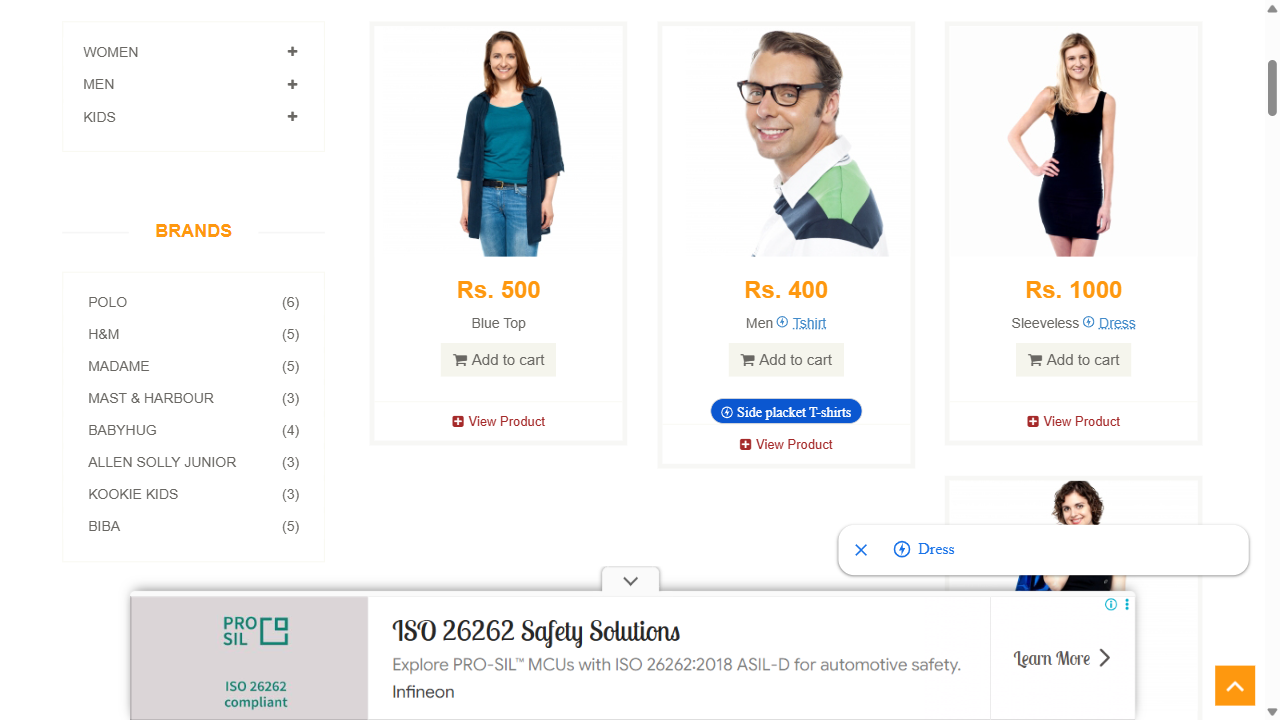 WOMEN
MEN
KIDS
BRANDS
POLO (6)
H&M (5)
MADAME (5)
MAST & HARBOUR (3)
BABYHUG (4)
ALLEN SOLLY JUNIOR (3)
KOOKIE KIDS (3)
BIBA (5)
Rs. 500
Blue Top
Add to cart
View Product
Rs. 400
Men Tshirt
Add to cart
Side placket T-shirts
View Product
Rs. 1000
Sleeveless Dress
Add to cart
View Product
Dress
PRO SIL
ISO 26262
compliant
ISO 26262 Safety Solutions
Explore PRO-SIL™ MCUs with ISO 26262:2018 ASIL-D for automotive safety.
Infineon
Learn More